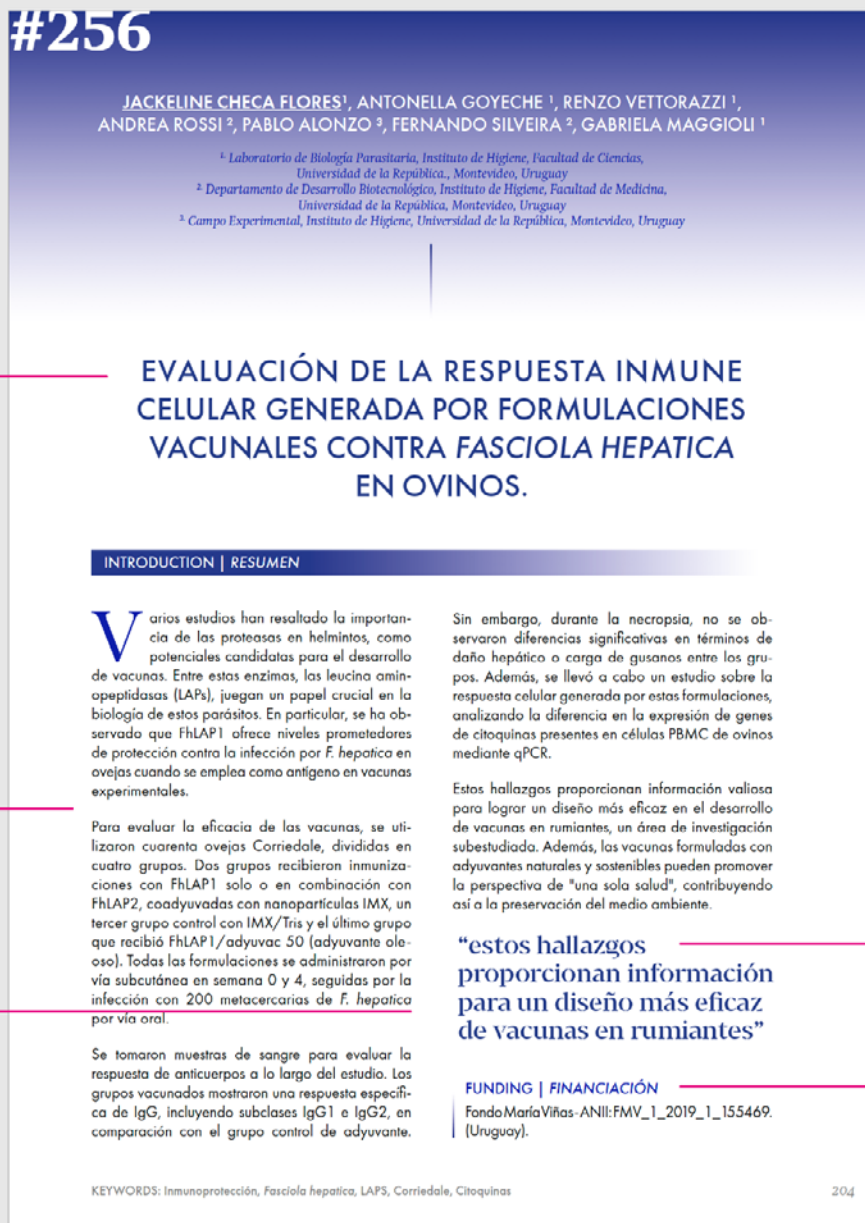 #256
JACKELINE CHECA FLORES¹, ANTONELLA GOYECHE ¹, RENZO VETTORAZZI ¹,
ANDREA ROSSI ², PABLO ALONZO ³, FERNANDO SILVEIRA ², GABRIELA MAGGIOLI ¹
¹· Laboratorio de Biología Parasitaria, Instituto de Higiene, Facultad de Ciencias,
Universidad de la República., Montevideo, Uruguay
²· Departamento de Desarrollo Biotecnológico, Instituto de Higiene, Facultad de Medicina,
Universidad de la República, Montevideo, Uruguay
³· Campo Experimental, Instituto de Higiene, Universidad de la República, Montevideo, Uruguay
EVALUACIÓN DE LA RESPUESTA INMUNE
CELULAR GENERADA POR FORMULACIONES
VACUNALES CONTRA FASCIOLA HEPATICA
EN OVINOS.
INTRODUCTION | RESUMEN
Varios estudios han resaltado la importan-
cia de las proteasas en helmintos, como
potenciales candidatas para el desarrollo
de vacunas. Entre estas enzimas, las leucina amin-
opeptidasas (LAPs), juegan un papel crucial en la
biología de estos parásitos. En particular, se ha ob-
servado que FhLAP1 ofrece niveles prometedores
de protección contra la infección por F. hepatica en
ovejas cuando se emplea como antígeno en vacunas
experimentales.
Para evaluar la eficacia de las vacunas, se uti-
lizaron cuarenta ovejas Corriedale, divididas en
cuatro grupos. Dos grupos recibieron inmuniza-
ciones con FhLAP1 solo o en combinación con
FhLAP2, coadyuvadas con nanopartículas IMX, un
tercer grupo control con IMX/Tris y el último grupo
que recibió FhLAP1/adyuvac 50 (adyuvante ole-
oso). Todas las formulaciones se administraron por
vía subcutánea en semana 0 y 4, seguidas por la
infección con 200 metacercarias de F. hepatica
por vía oral.
Se tomaron muestras de sangre para evaluar la
respuesta de anticuerpos a lo largo del estudio. Los
grupos vacunados mostraron una respuesta específi-
ca de IgG, incluyendo subclases IgG1 e IgG2, en
comparación con el grupo control de adyuvante.
Sin embargo, durante la necropsia, no se ob-
servaron diferencias significativas en términos de
daño hepático o carga de gusanos entre los gru-
pos. Además, se llevó a cabo un estudio sobre la
respuesta celular generada por estas formulaciones,
analizando la diferencia en la expresión de genes
de citoquinas presentes en células PBMC de ovinos
mediante qPCR.
Estos hallazgos proporcionan información valiosa
para lograr un diseño más eficaz en el desarrollo
de vacunas en rumiantes, un área de investigación
subestudiada. Además, las vacunas formuladas con
adyuvantes naturales y sostenibles pueden promover
la perspectiva de "una sola salud", contribuyendo
así a la preservación del medio ambiente.
“estos hallazgos
proporcionan información
para un diseño más eficaz
de vacunas en rumiantes”
FUNDING | FINANCIACIÓN
Fondo María Viñas - ANII: FMV_1_2019_1_155469.
(Uruguay).
KEYWORDS: Inmunoprotección, Fasciola hepatica, LAPS, Corriedale, Citoquinas
204